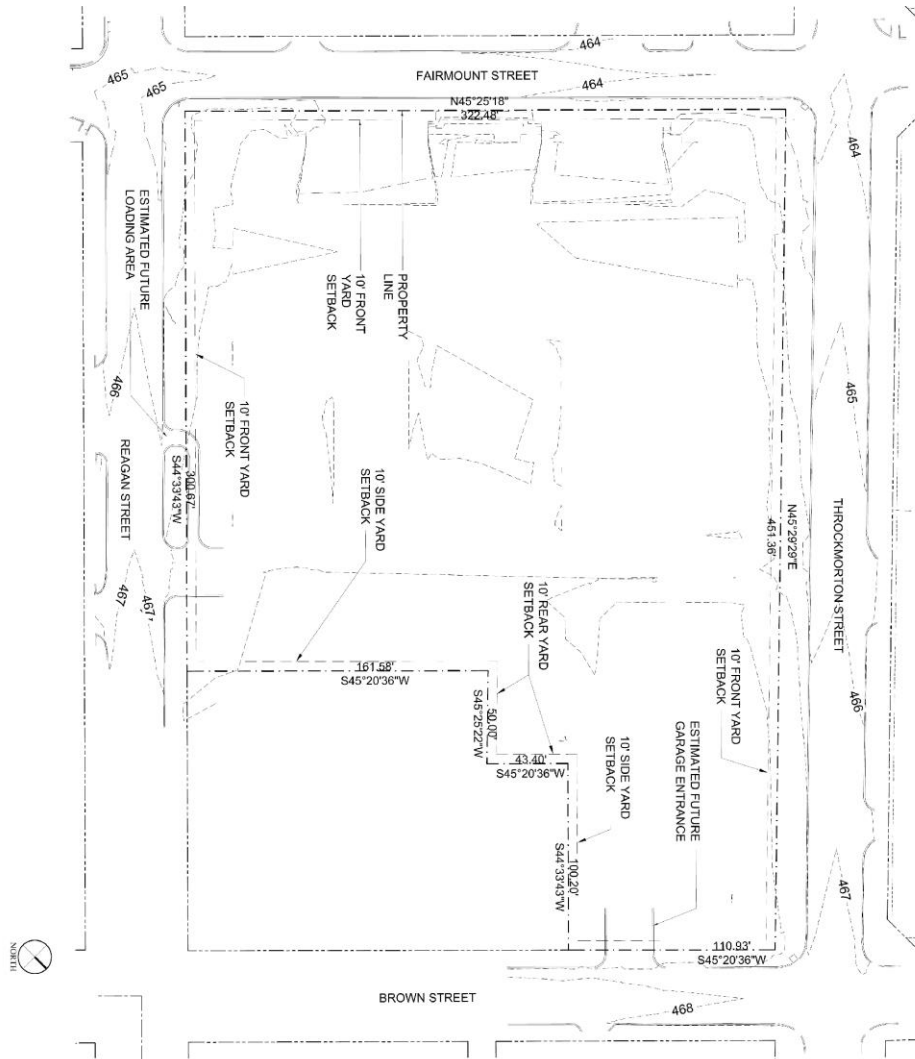 464
FAIRMOUNT STREET
465
465
464
N45°25'18"
322.48'
464
ESTIMATED FUTURE
LOADING AREA
10' FRONT
YARD
SETBACK
PROPERTY
LINE
465
466
10' FRONT YARD
SETBACK
REAGAN STREET
300.67'
S44°33'43"W
10' SIDE YARD
SETBACK
N45°29'29"E
451.36'
THROCKMORTON STREET
467
467
10' REAR YARD
SETBACK
10' FRONT YARD
SETBACK
466
161.58'
S45°20'36"W
50.00'
S45°25'22"W
43.40'
S45°20'36"W
10' SIDE YARD
SETBACK
ESTIMATED FUTURE
GARAGE ENTRANCE
100.20'
S44°33'43"W
467
110.93'
S45°20'36"W
NORTH
BROWN STREET
468